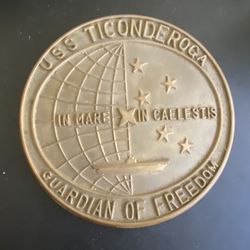 USS TICONDEROGA
IN MARE IN CAELESTIS
GUARDIAN OF FREEDOM